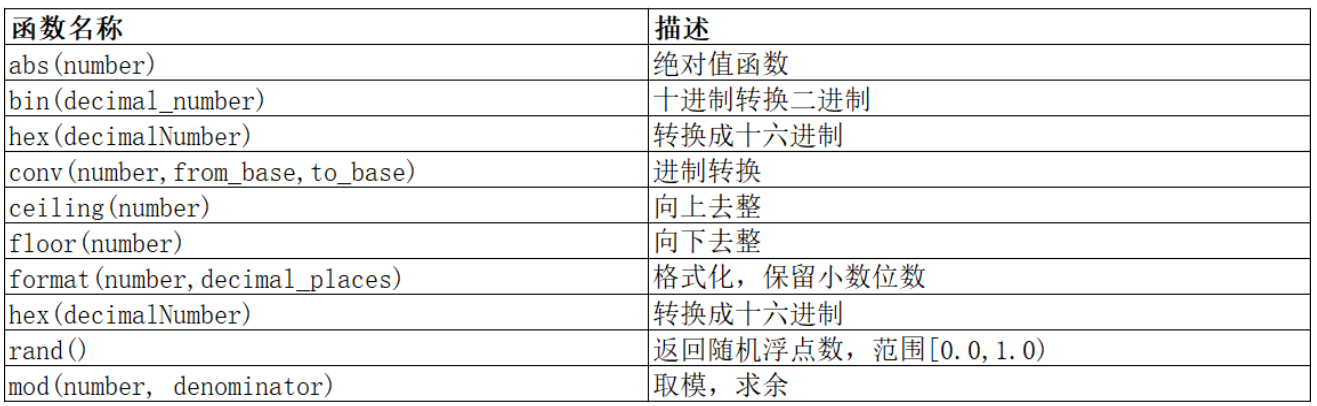 函数名称 描述
abs(number) 绝对值函数
bin(decimal_number) 十进制转换二进制
hex(decimalNumber) 转换成十六进制
conv(number,from_base,to_base) 进制转换
ceiling(number) 向上去整
floor(number) 向下去整
format(number,decimal_places) 格式化，保留小数位数
hex(decimalNumber) 转换成十六进制
rand() 返回随机浮点数，范围[0.0,1.0)
mod(number, denominator) 取模，求余